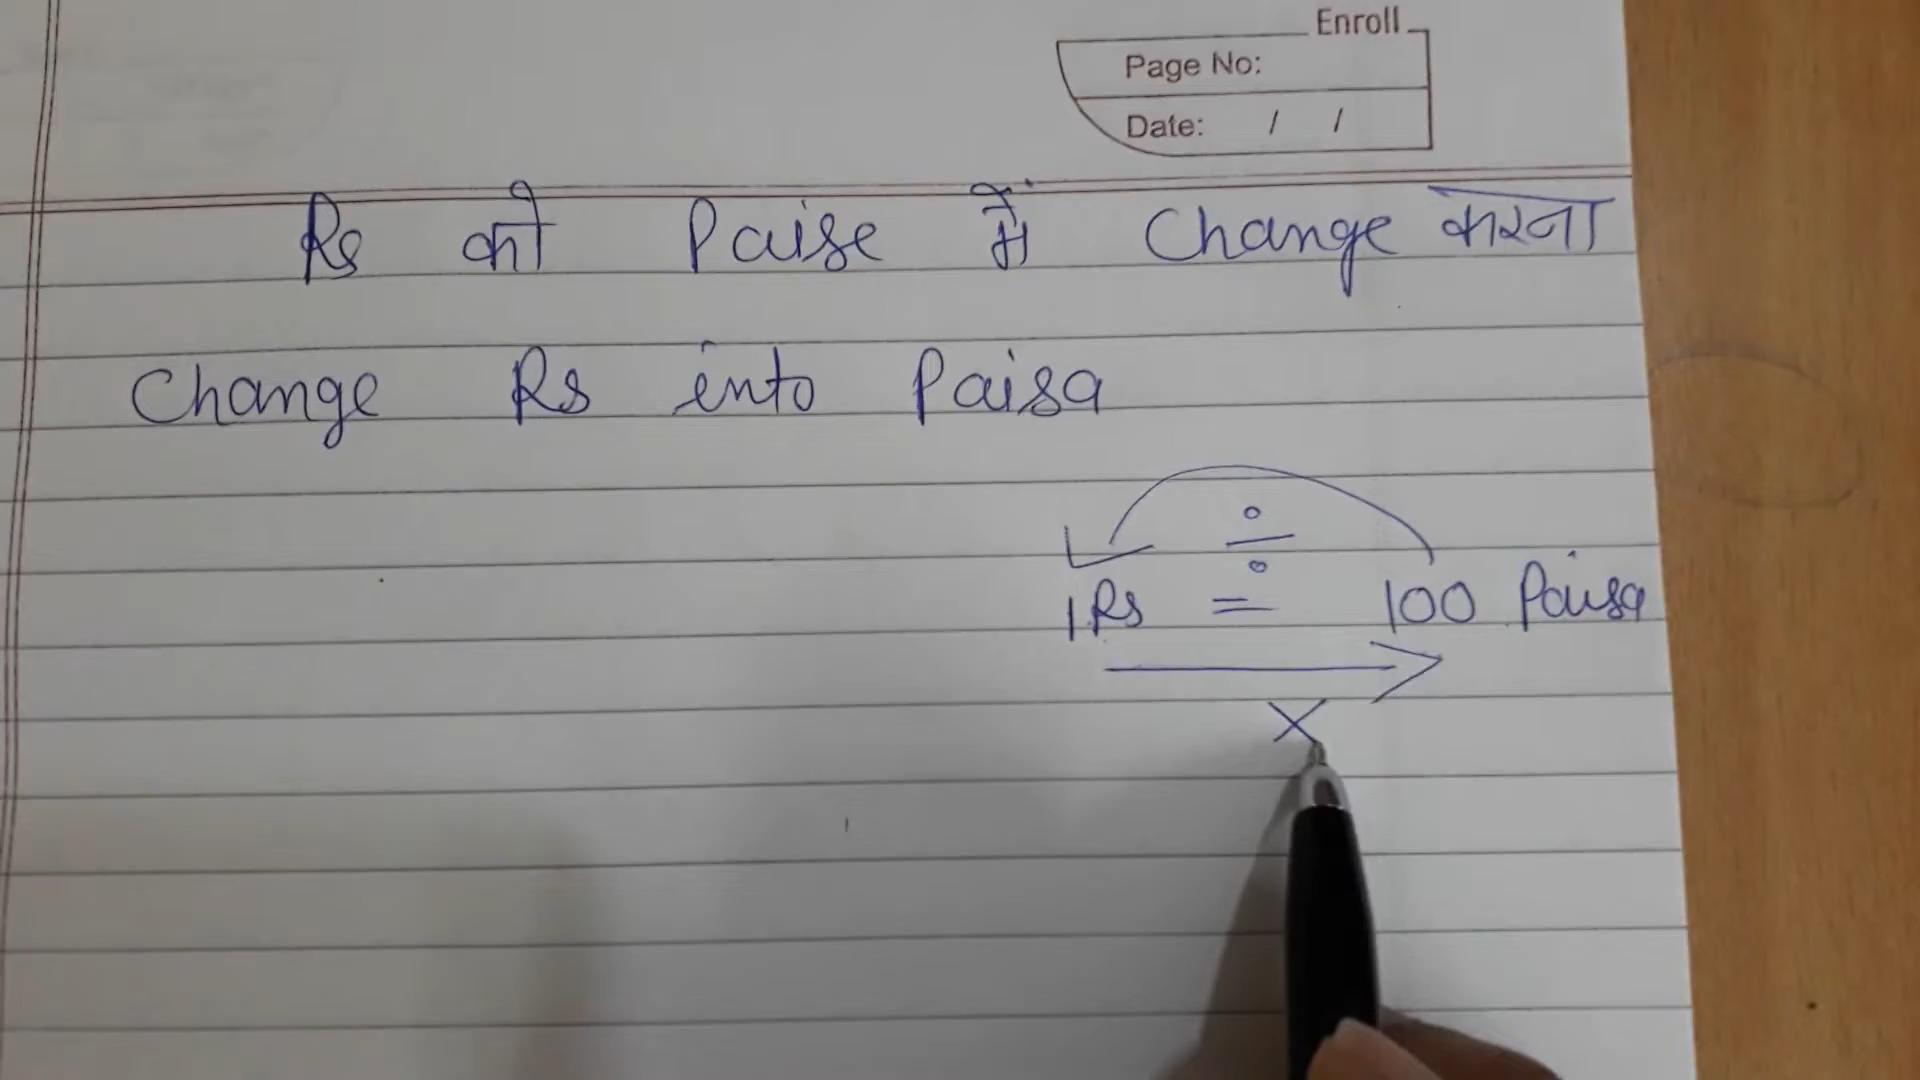 Enroll
Page No:
Date: / /
Rs को Paise में Change करना
Change Rs into Paisa
÷
1Rs = 100 Paisa
×